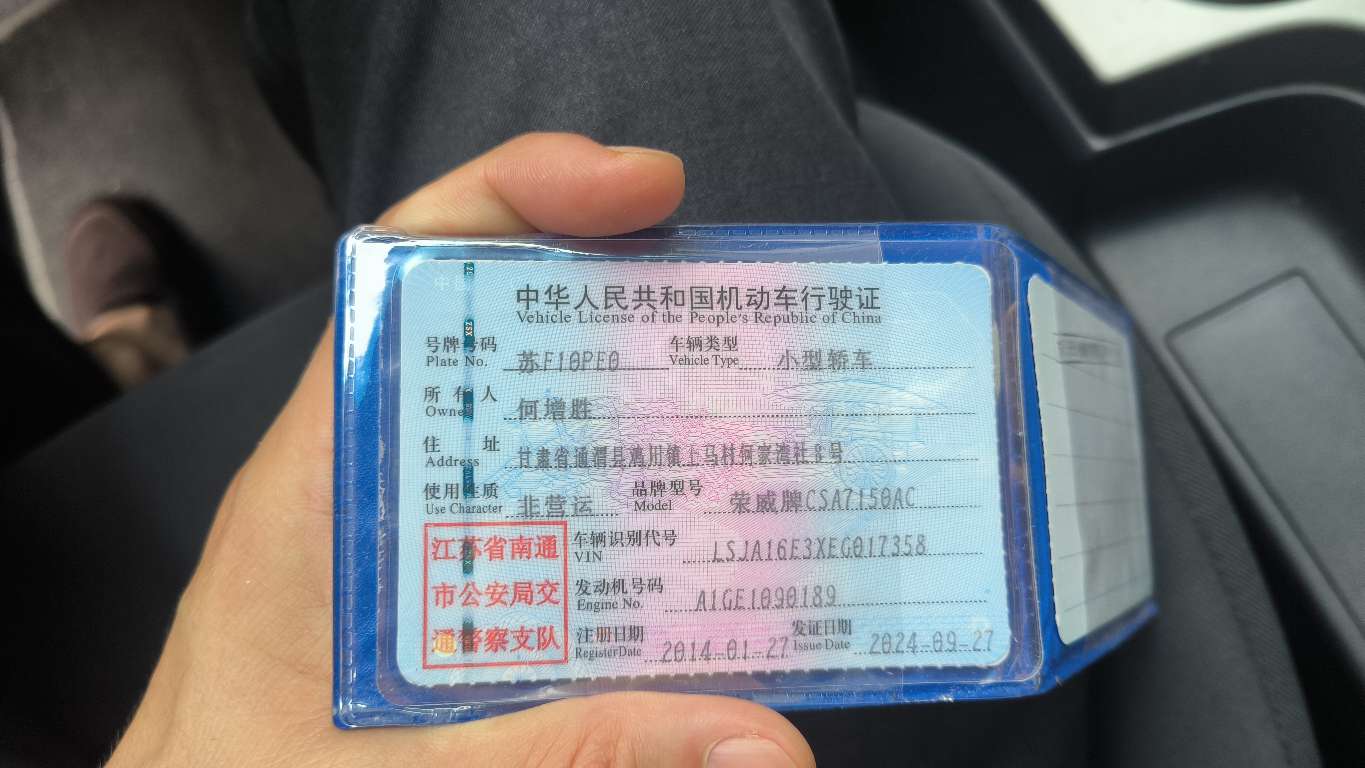 中华人民共和国机动车行驶证
Vehicle License of the People's Republic of China
号牌号码 苏F10PE0 车辆类型 小型轿车
Plate No. Vehicle Type
所有人 何增胜
Owner
住址 甘肃省通渭县鸡川镇上马村何家湾社8号
Address
使用性质 非营运 品牌型号 荣威牌CSA7150AC
Use Character Model
江苏省南通 车辆识别代号 LSJA16E3XEG017358
VIN
市公安局交 发动机号码 A1GE1090189
Engine No.
通警察支队 注册日期 2014-01-27 发证日期 2024-09-27
Register Date Issue Date